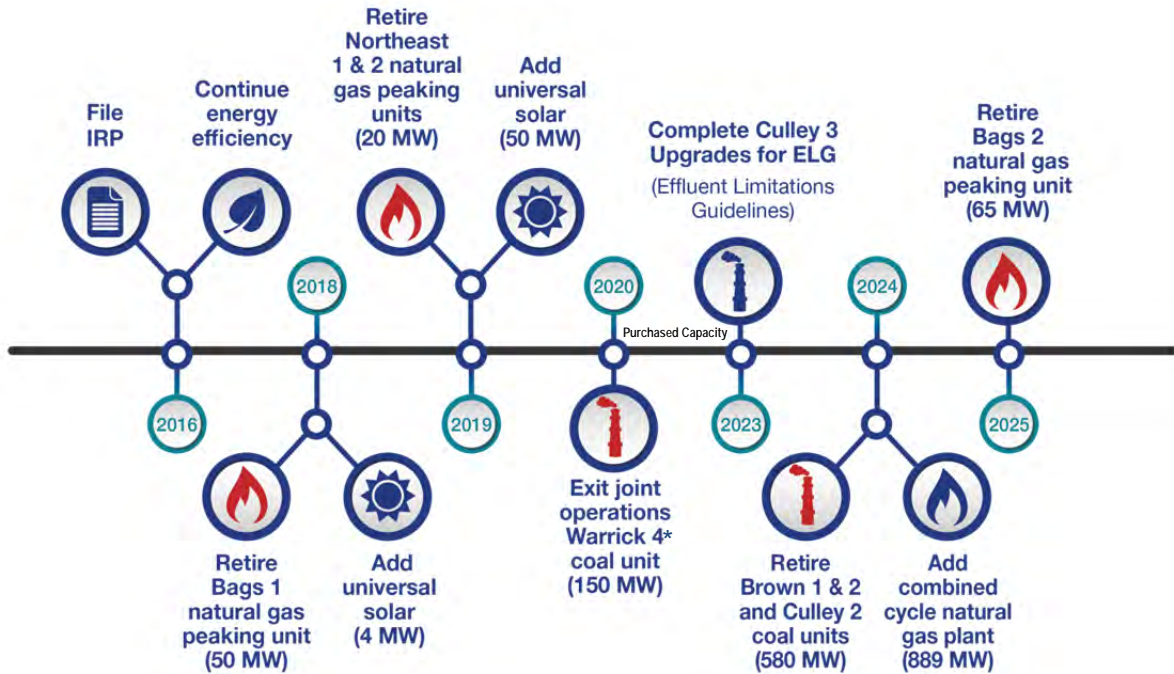 File
IRP
Continue
energy
efficiency
2016
2018
Retire
Bags 1
natural gas
peaking unit
(50 MW)
Add
universal
solar
(4 MW)
Retire
Northeast
1 & 2 natural
gas peaking
units
(20 MW)
Add
universal
solar
(50 MW)
2019
2020
Purchased Capacity
Exit joint
operations
Warrick 4*
coal unit
(150 MW)
Complete Culley 3
Upgrades for ELG
(Effluent Limitations
Guidelines)
2023
2024
Retire
Brown 1 & 2
and Culley 2
coal units
(580 MW)
Add
combined
cycle natural
gas plant
(889 MW)
Retire
Bags 2
natural gas
peaking unit
(65 MW)
2025